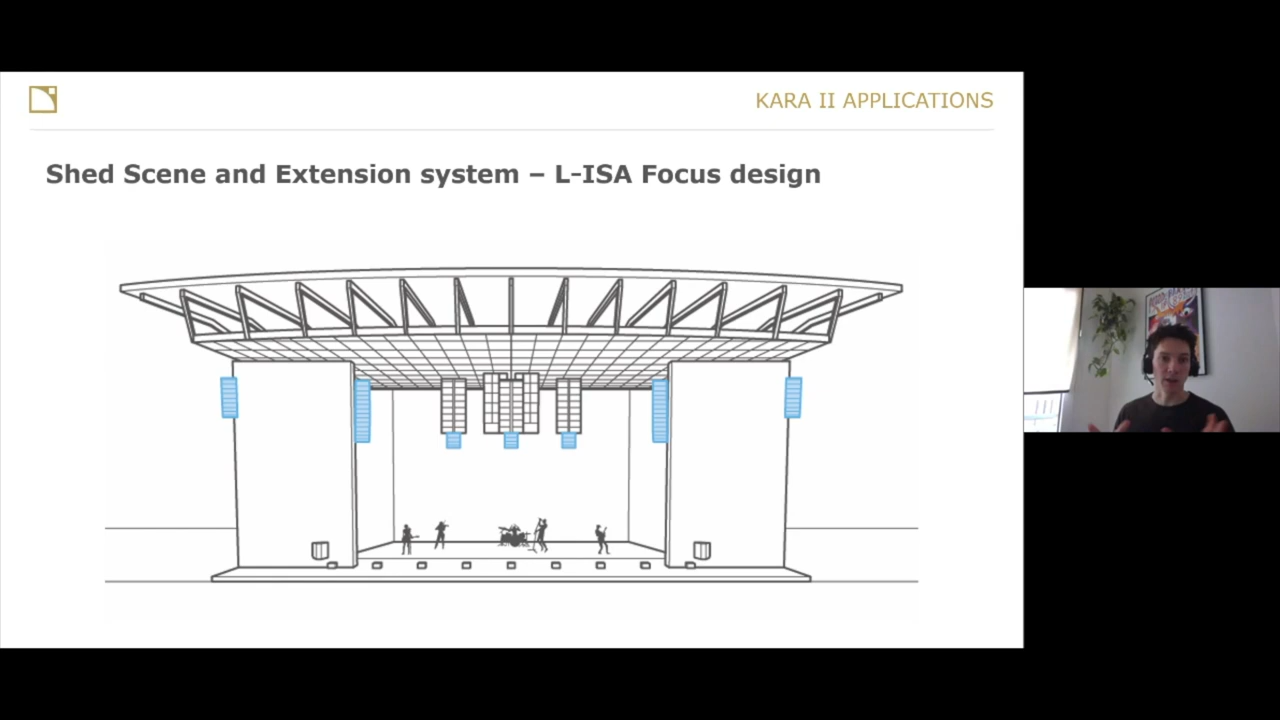 KARA II APPLICATIONS
Shed Scene and Extension system – L-ISA Focus design